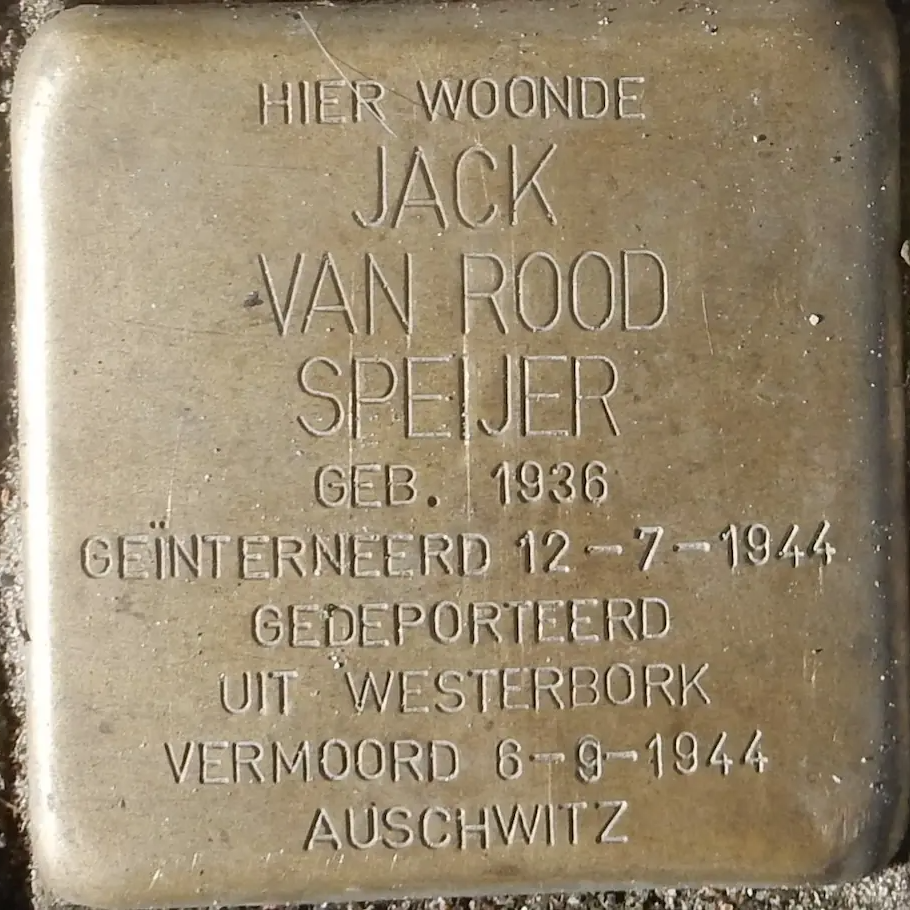 HIER WOONDE
JACK
VAN ROOD
SPEIJER
GEB. 1936
GEÏNTERNEERD 12-7-1944
GEDEPORTEERD
UIT WESTERBORK
VERMOORD 6-9-1944
AUSCHWITZ